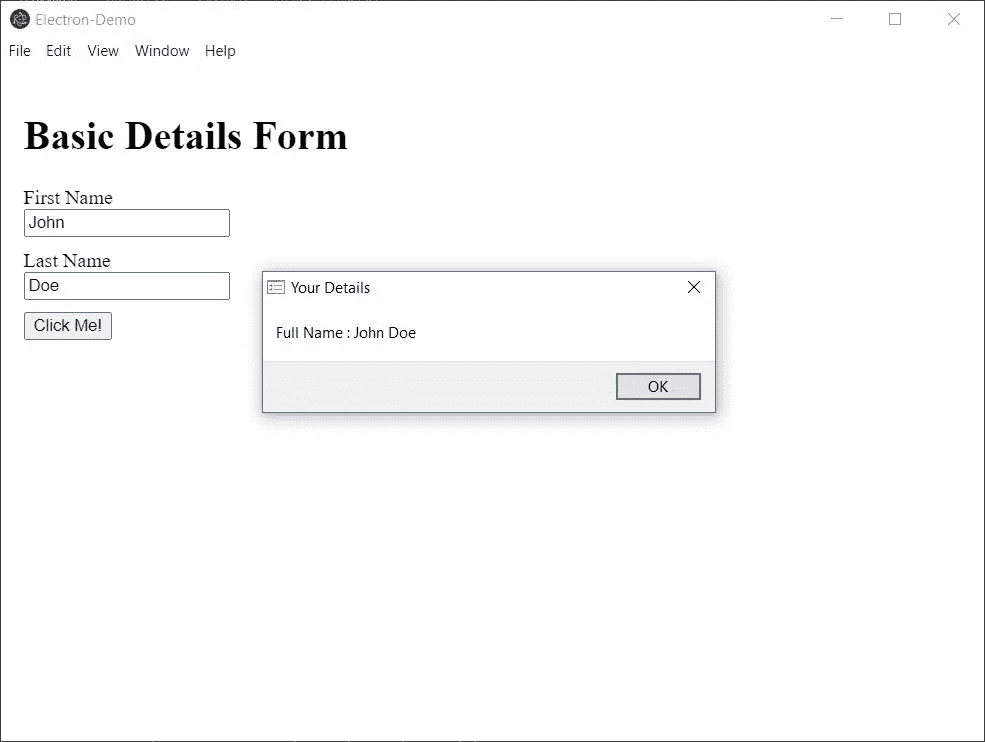 Electron-Demo
File Edit View Window Help
Basic Details Form
First Name
John
Last Name
Doe
Click Me!
Your Details
Full Name : John Doe
OK